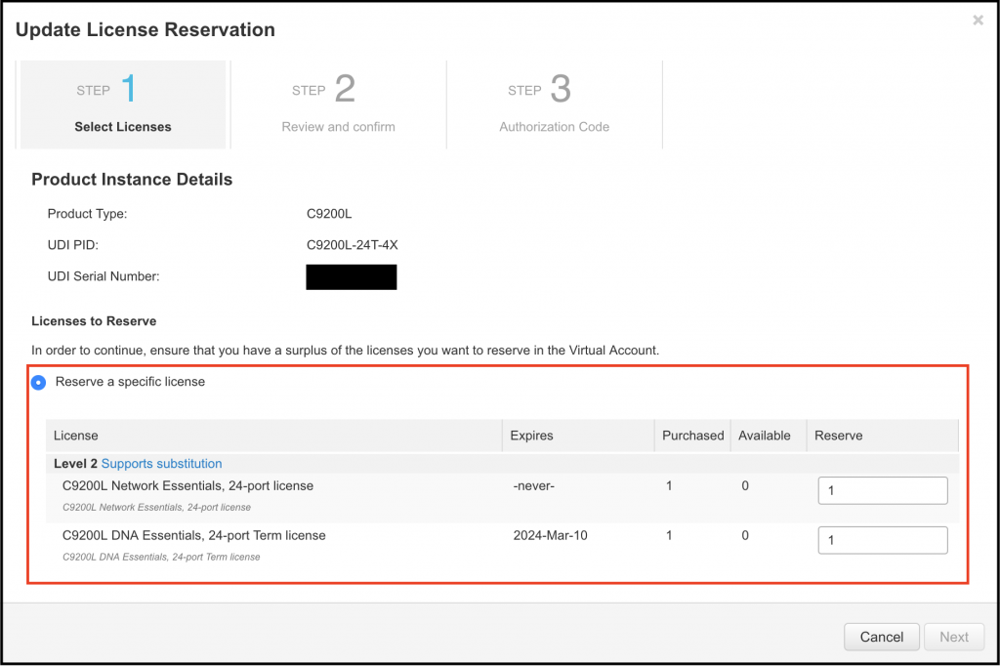 Update License Reservation
×
STEP 1
Select Licenses
STEP 2
Review and confirm
STEP 3
Authorization Code
Product Instance Details
Product Type: C9200L
UDI PID: C9200L-24T-4X
UDI Serial Number:
Licenses to Reserve
In order to continue, ensure that you have a surplus of the licenses you want to reserve in the Virtual Account.
Reserve a specific license
License Expires Purchased Available Reserve
Level 2 Supports substitution
C9200L Network Essentials, 24-port license -never- 1 0 1
C9200L Network Essentials, 24-port license
C9200L DNA Essentials, 24-port Term license 2024-Mar-10 1 0 1
C9200L DNA Essentials, 24-port Term license
Cancel Next